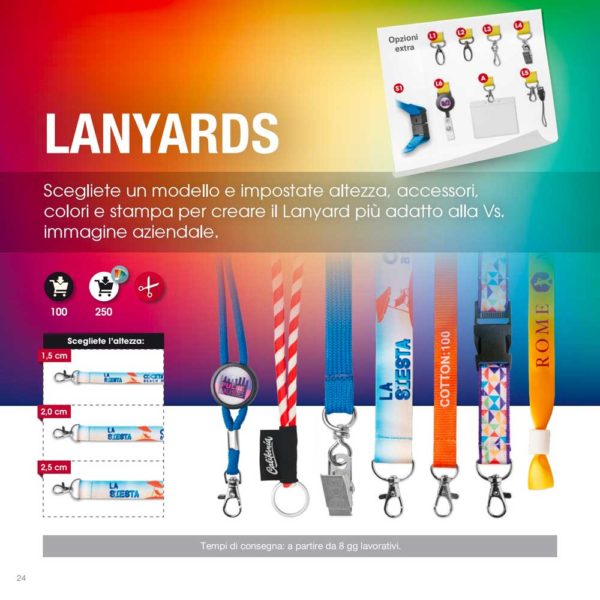 Opzioni
extra
L1
L2
L3
L4
S1
L6
A
L5
LANYARDS
Scegliete un modello e impostate altezza, accessori,
colori e stampa per creare il Lanyard più adatto alla Vs.
immagine aziendale.
100
250
Scegliete l'altezza:
1,5 cm
LA
SIESTA
2,0 cm
LA
SIESTA
2,5 cm
LA
SIESTA
California
LA
SIESTA
COTTON:100
ROME
Tempi di consegna: a partire da 8 gg lavorativi.
24